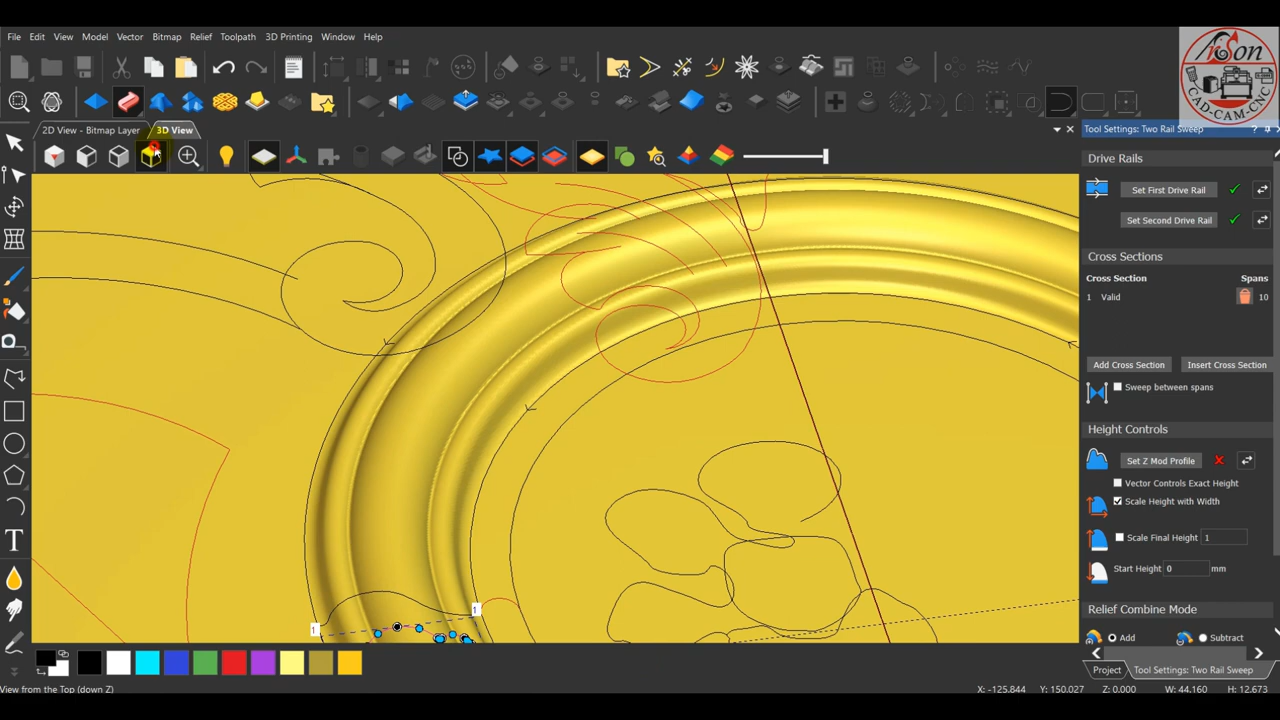 File Edit View Model Vector Bitmap Relief Toolpath 3D Printing Window Help
CAD-CAM-CNC
2D View - Bitmap Layer 3D View
Tool Settings: Two Rail Sweep
Drive Rails
Set First Drive Rail
Set Second Drive Rail
Cross Sections
Cross Section Spans
1 Valid 10
Add Cross Section Insert Cross Section
Sweep between spans
Height Controls
Set Z Mod Profile
Vector Controls Exact Height
Scale Height with Width
Scale Final Height 1
Start Height 0 mm
Relief Combine Mode
Add Subtract
1 1
Project Tool Settings: Two Rail Sweep
View from the Top (down Z) X: -125.844 Y: 150.027 Z: 0.000 W: 44.160 H: 12.673